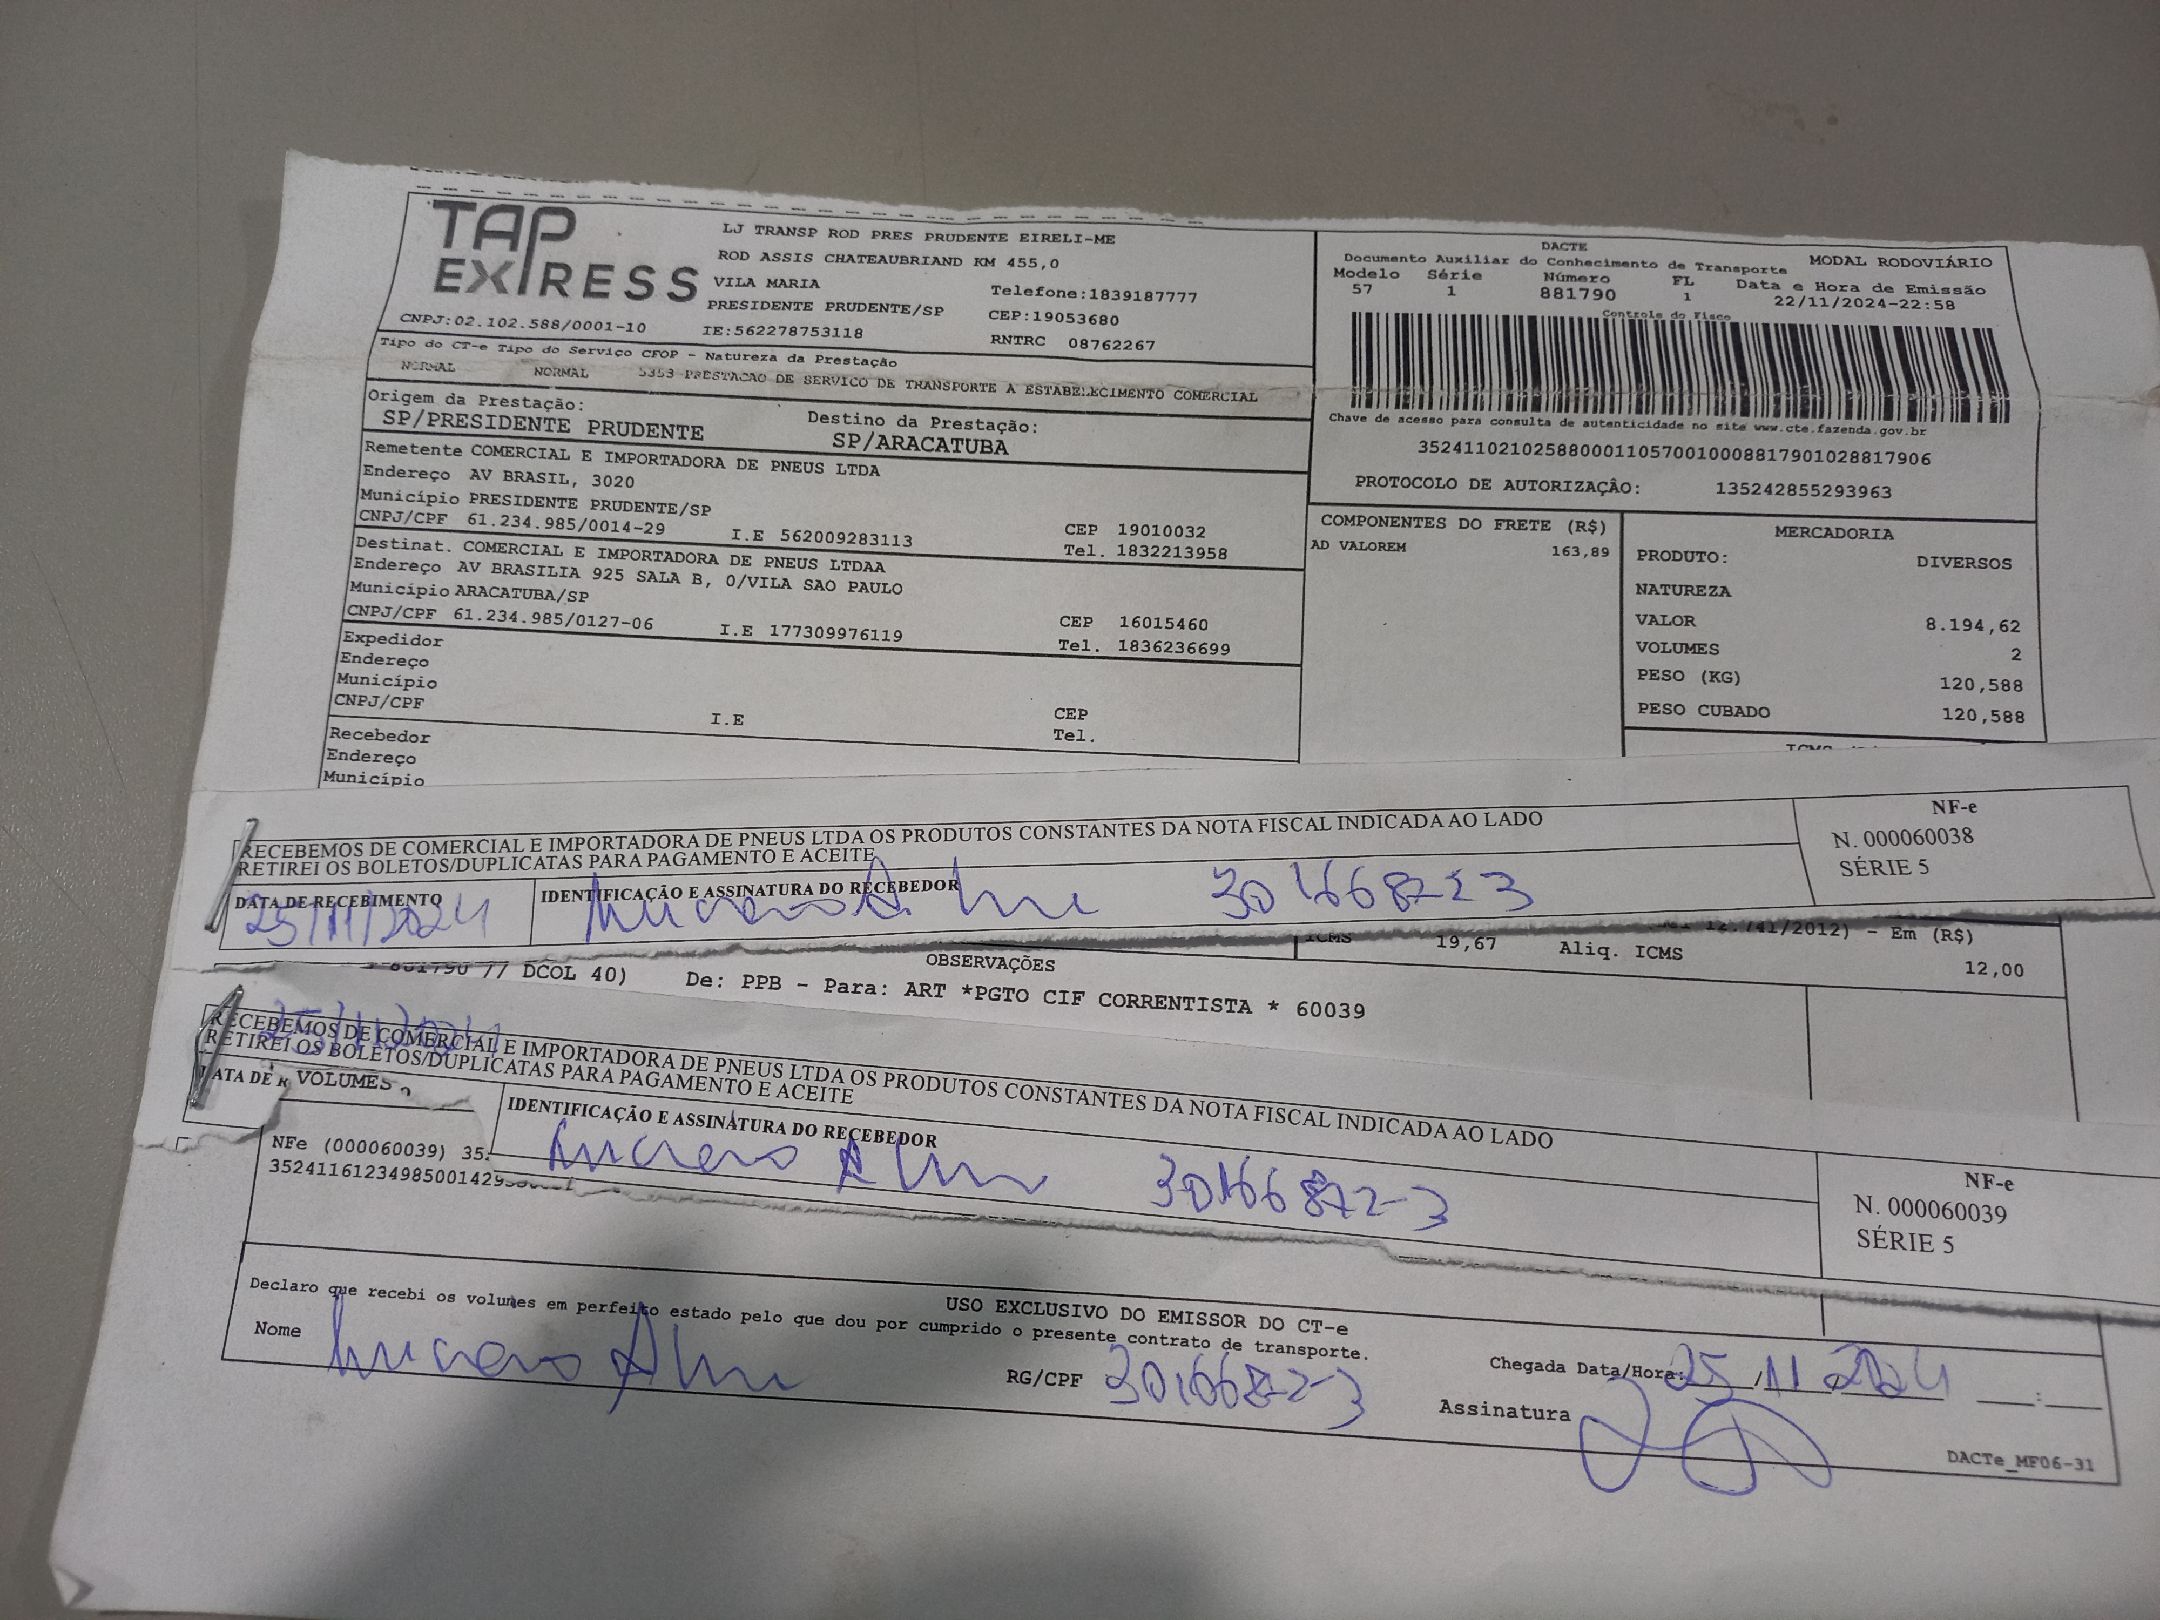 TAP EXPRESS
LJ TRANSP ROD PRES PRUDENTE EIRELI-ME
ROD ASSIS CHATEAUBRIAND KM 455,0
VILA MARIA Telefone:1839187777
PRESIDENTE PRUDENTE/SP CEP:19053680
CNPJ:02.102.588/0001-10 IE:562278753118 RNTRC 08762267
Tipo do CT-e Tipo do Serviço CFOP - Natureza da Prestação
NORMAL NORMAL 5353-PRESTACAO DE SERVICO DE TRANSPORTE A ESTABELECIMENTO COMERCIAL
Origem da Prestação: Destino da Prestação:
SP/PRESIDENTE PRUDENTE SP/ARACATUBA
Remetente COMERCIAL E IMPORTADORA DE PNEUS LTDA
Endereço AV BRASIL, 3020
Município PRESIDENTE PRUDENTE/SP CEP 19010032
CNPJ/CPF 61.234.985/0014-29 I.E 562009283113 Tel. 1832213958
Destinat. COMERCIAL E IMPORTADORA DE PNEUS LTDAA
Endereço AV BRASILIA 925 SALA B, 0/VILA SAO PAULO
Município ARACATUBA/SP CEP 16015460
CNPJ/CPF 61.234.985/0127-06 I.E 177309976119 Tel. 1836236699
Expedidor
Endereço
Município CEP
CNPJ/CPF I.E Tel.
Recebedor
Endereço
Município
DACTE MODAL RODOVIÁRIO
Documento Auxiliar do Conhecimento de Transporte
Modelo Série Número FL Data e Hora de Emissão
57 1 881790 1 22/11/2024-22:58
Controle do Fisco
Chave de acesso para consulta de autenticidade no site www.cte.fazenda.gov.br
35241102102588000110570010008817901028817906
PROTOCOLO DE AUTORIZAÇÂO: 135242855293963
COMPONENTES DO FRETE (R$)
AD VALOREM 163,89
MERCADORIA
PRODUTO: DIVERSOS
NATUREZA
VALOR 8.194,62
VOLUMES 2
PESO (KG) 120,588
PESO CUBADO 120,588
RECEBEMOS DE COMERCIAL E IMPORTADORA DE PNEUS LTDA OS PRODUTOS CONSTANTES DA NOTA FISCAL INDICADA AO LADO
RETIREI OS BOLETOS/DUPLICATAS PARA PAGAMENTO E ACEITE
NF-e
N. 000060038
SÉRIE 5
DATA DE RECEBIMENTO IDENTIFICAÇÃO E ASSINATURA DO RECEBEDOR
25/11/2024
12.741/2012) - Em (R$)
ICMS 19,67 Aliq. ICMS 12,00
OBSERVAÇÕES
// DCOL 40) De: PPB - Para: ART *PGTO CIF CORRENTISTA * 60039
25/11/2024
RECEBEMOS DE COMERCIAL E IMPORTADORA DE PNEUS LTDA OS PRODUTOS CONSTANTES DA NOTA FISCAL INDICADA AO LADO
RETIREI OS BOLETOS/DUPLICATAS PARA PAGAMENTO E ACEITE
DATA DE VOLUMES IDENTIFICAÇÃO E ASSINATURA DO RECEBEDOR
30166872-3
NF-e
N. 000060039
SÉRIE 5
NFe (000060039)
USO EXCLUSIVO DO EMISSOR DO CT-e
Declaro que recebi os volumes em perfeito estado pelo que dou por cumprido o presente contrato de transporte.
Nome RG/CPF 30166872-3 Chegada Data/Hora: 25/11/2024 __:__
Assinatura
DACTe_MF06-31